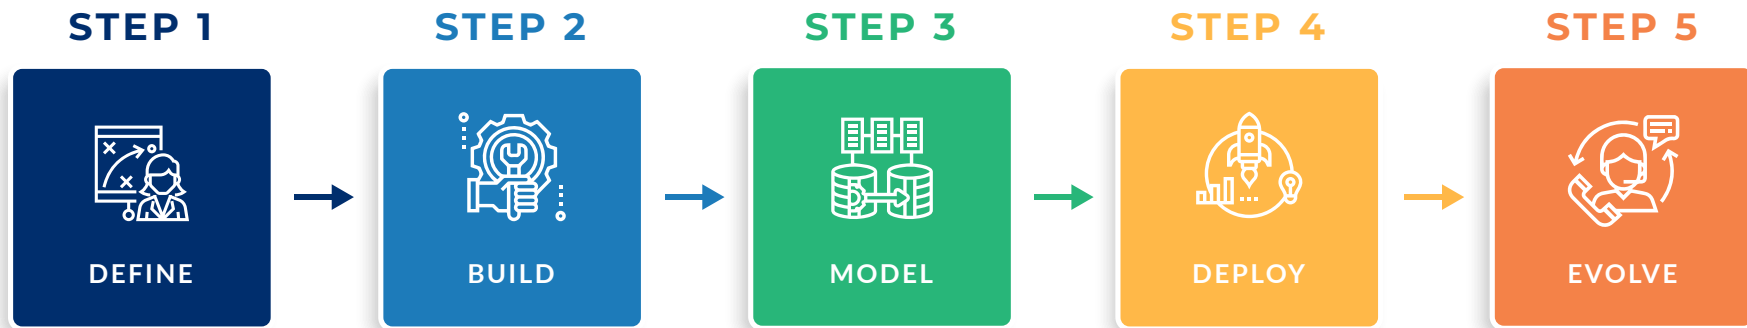 STEP 1
STEP 2
STEP 3
STEP 4
STEP 5
DEFINE
BUILD
MODEL
DEPLOY
EVOLVE